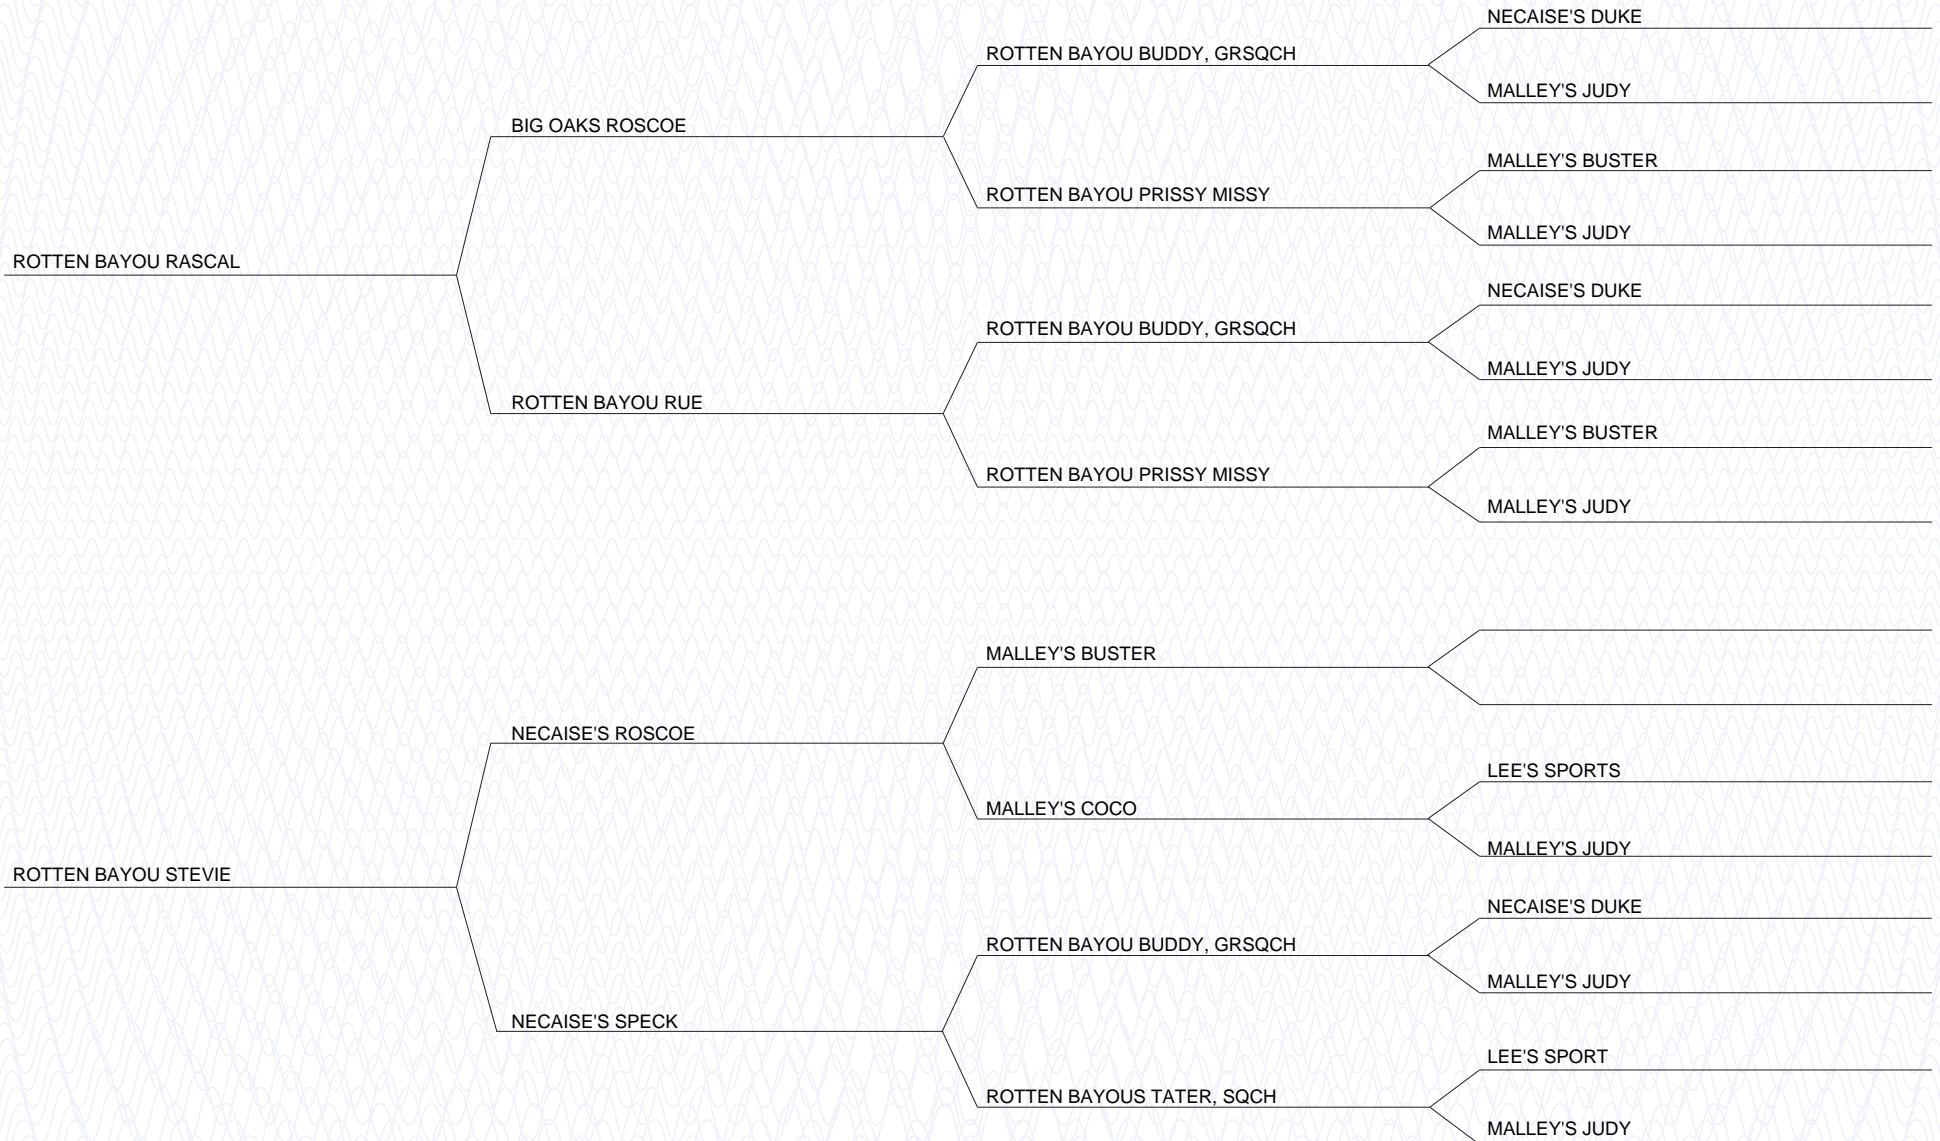 NECAISE'S DUKE
ROTTEN BAYOU BUDDY, GRSQCH
MALLEY'S JUDY
BIG OAKS ROSCOE
MALLEY'S BUSTER
ROTTEN BAYOU PRISSY MISSY
MALLEY'S JUDY
ROTTEN BAYOU RASCAL
NECAISE'S DUKE
ROTTEN BAYOU BUDDY, GRSQCH
MALLEY'S JUDY
ROTTEN BAYOU RUE
MALLEY'S BUSTER
ROTTEN BAYOU PRISSY MISSY
MALLEY'S JUDY
MALLEY'S BUSTER
NECAISE'S ROSCOE
LEE'S SPORTS
MALLEY'S COCO
MALLEY'S JUDY
ROTTEN BAYOU STEVIE
NECAISE'S DUKE
ROTTEN BAYOU BUDDY, GRSQCH
MALLEY'S JUDY
NECAISE'S SPECK
LEE'S SPORT
ROTTEN BAYOUS TATER, SQCH
MALLEY'S JUDY